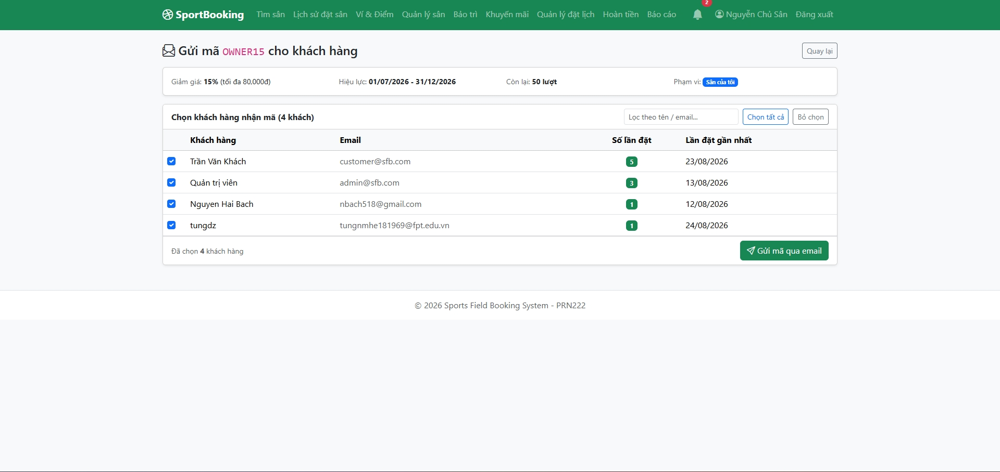 SportBooking Tìm sân Lịch sử đặt sân Ví & Điểm Quản lý sân Bảo trì Khuyến mãi Quản lý đặt lịch Hoàn tiền Báo cáo 2 Nguyễn Chủ Sân Đăng xuất
Gửi mã OWNER15 cho khách hàng Quay lại
Giảm giá: 15% (tối đa 80,000đ) Hiệu lực: 01/07/2026 - 31/12/2026 Còn lại: 50 lượt Phạm vi: Sân của tôi
Chọn khách hàng nhận mã (4 khách) Lọc theo tên / email... Chọn tất cả Bỏ chọn
Khách hàng Email Số lần đặt Lần đặt gần nhất
Trần Văn Khách customer@sfb.com 5 23/08/2026
Quản trị viên admin@sfb.com 3 13/08/2026
Nguyen Hai Bach nbach518@gmail.com 1 12/08/2026
tungdz tungnmhe181969@fpt.edu.vn 1 24/08/2026
Đã chọn 4 khách hàng Gửi mã qua email
© 2026 Sports Field Booking System - PRN222